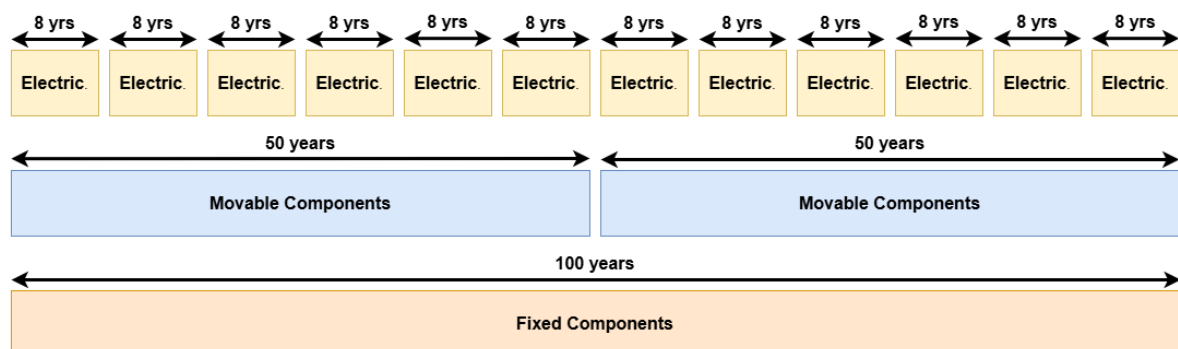 8 yrs 8 yrs 8 yrs 8 yrs 8 yrs 8 yrs 8 yrs 8 yrs 8 yrs 8 yrs 8 yrs 8 yrs
Electric. Electric. Electric. Electric. Electric. Electric. Electric. Electric. Electric. Electric. Electric. Electric.
50 years 50 years
Movable Components Movable Components
100 years
Fixed Components